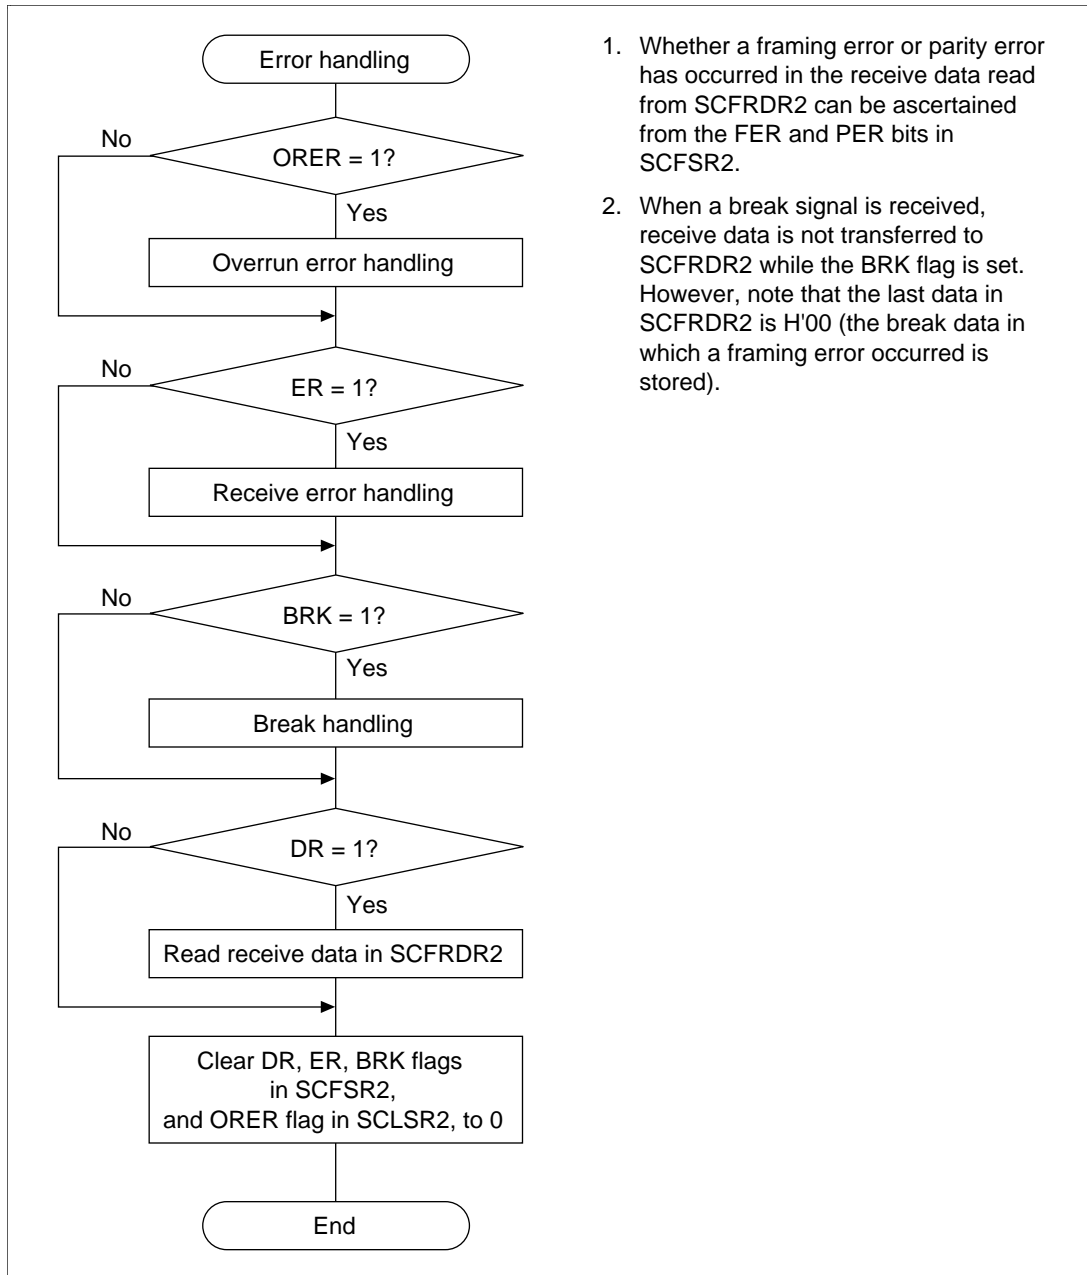 Error handling
No
ORER = 1?
Yes
Overrun error handling
No
ER = 1?
Yes
Receive error handling
No
BRK = 1?
Yes
Break handling
No
DR = 1?
Yes
Read receive data in SCFRDR2
Clear DR, ER, BRK flags
in SCFSR2,
and ORER flag in SCLSR2, to 0
End
1. Whether a framing error or parity error
has occurred in the receive data read
from SCFRDR2 can be ascertained
from the FER and PER bits in
SCFSR2.
2. When a break signal is received,
receive data is not transferred to
SCFRDR2 while the BRK flag is set.
However, note that the last data in
SCFRDR2 is H'00 (the break data in
which a framing error occurred is
stored).